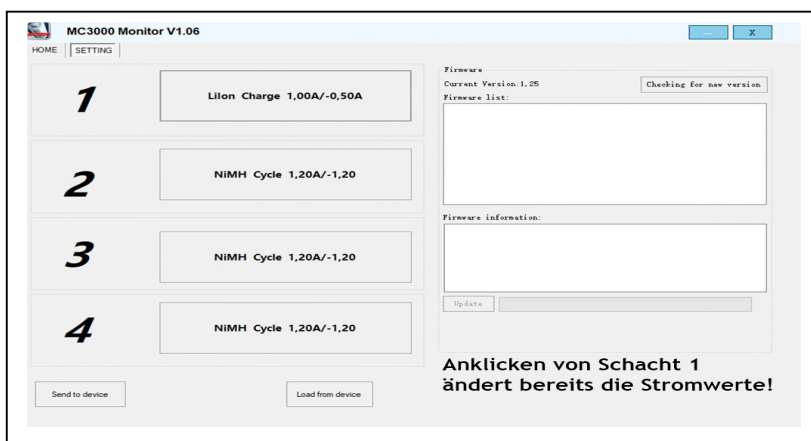 MC3000 Monitor V1.06
— X
HOME SETTING
1
LiIon Charge 1,00A/-0,50A
2
NiMH Cycle 1,20A/-1,20
3
NiMH Cycle 1,20A/-1,20
4
NiMH Cycle 1,20A/-1,20
Send to device
Load from device
Firmware
Current Version:1,25
Checking for new version
Firmware list:
Firmware information:
Update
Anklicken von Schacht 1
ändert bereits die Stromwerte!